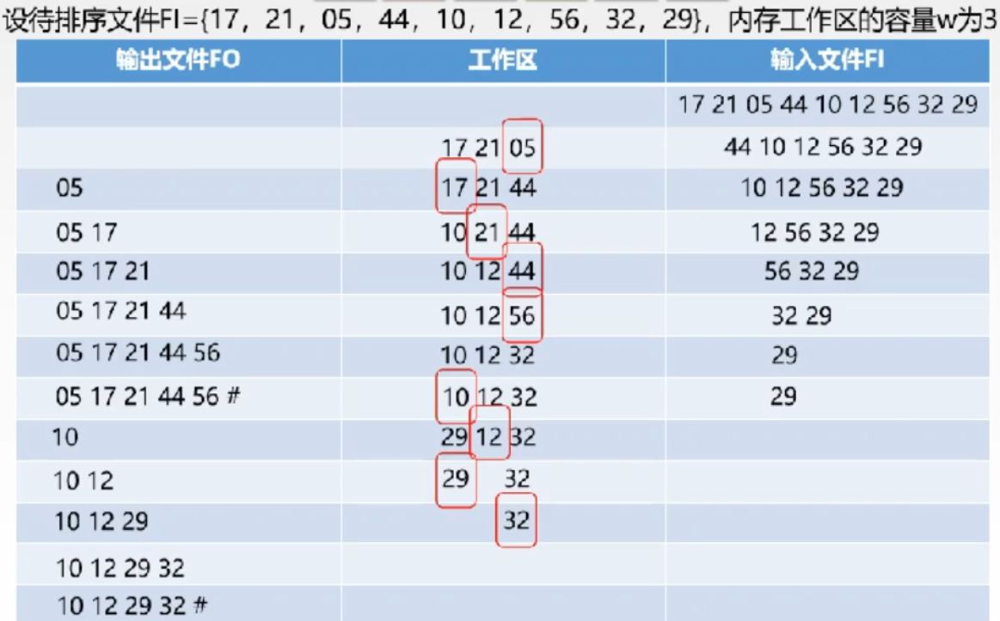 设待排序文件FI={17，21，05，44，10，12，56，32，29}，内存工作区的容量w为3
输出文件FO 工作区 输入文件FI
17 21 05 44 10 12 56 32 29
17 21 05 44 10 12 56 32 29
05 17 21 44 10 12 56 32 29
05 17 10 21 44 12 56 32 29
05 17 21 10 12 44 56 32 29
05 17 21 44 10 12 56 32 29
05 17 21 44 56 10 12 32 29
05 17 21 44 56 # 10 12 32 29
10 29 12 32
10 12 29 32
10 12 29 32
10 12 29 32
10 12 29 32 #